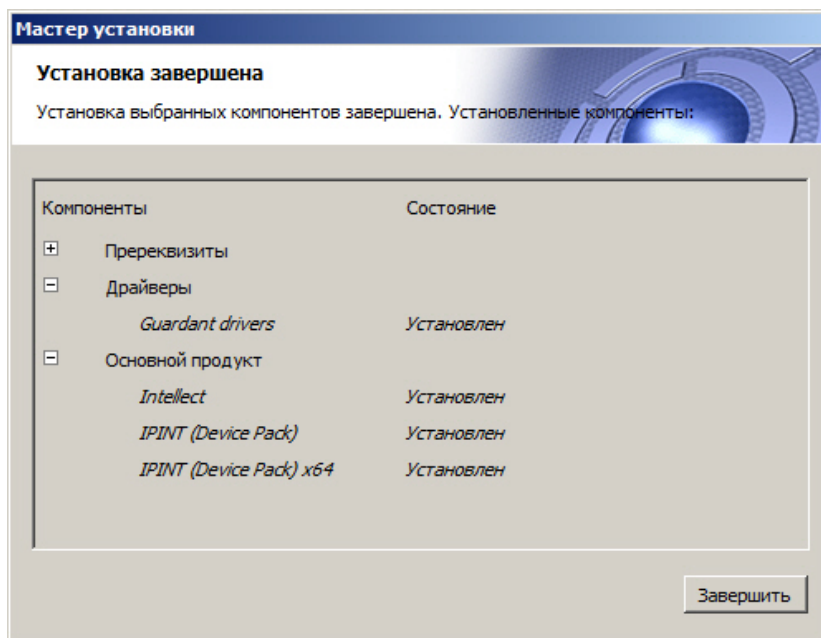 Мастер установки
Установка завершена
Установка выбранных компонентов завершена. Установленные компоненты:
Компоненты Состояние
Пререквизиты
Драйверы
Guardant drivers Установлен
Основной продукт
Intellect Установлен
IPINT (Device Pack) Установлен
IPINT (Device Pack) x64 Установлен
Завершить